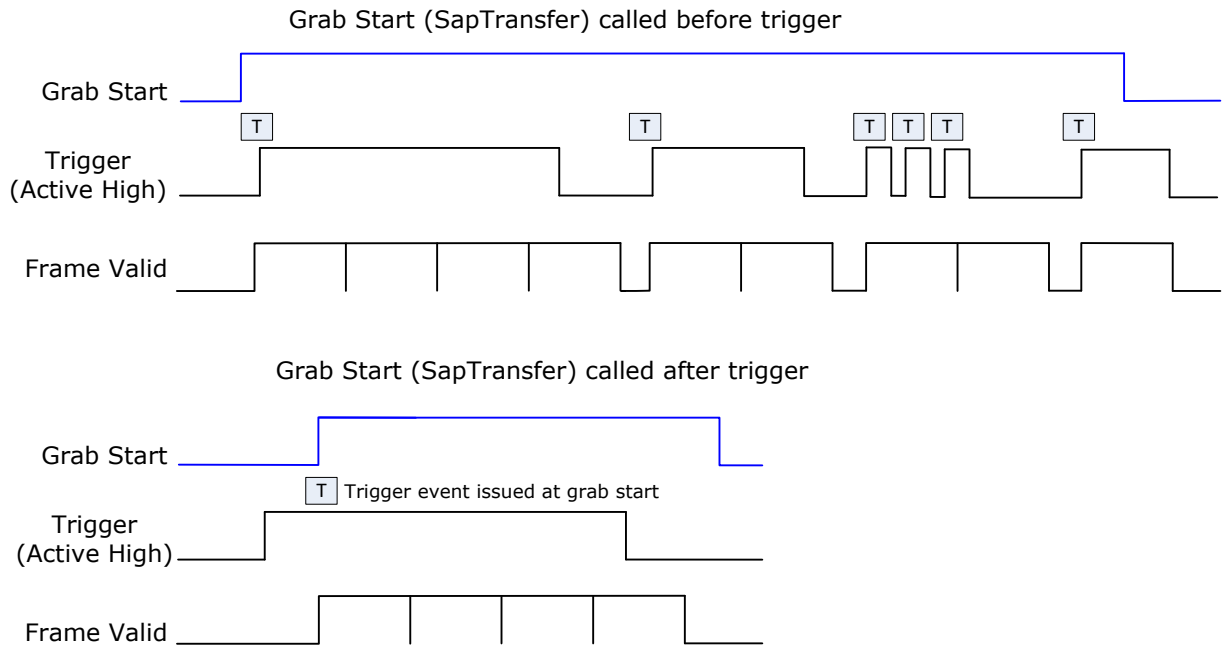 Grab Start (SapTransfer) called before trigger
Grab Start
T T T T T T
Trigger
(Active High)
Frame Valid
Grab Start (SapTransfer) called after trigger
Grab Start
T Trigger event issued at grab start
Trigger
(Active High)
Frame Valid